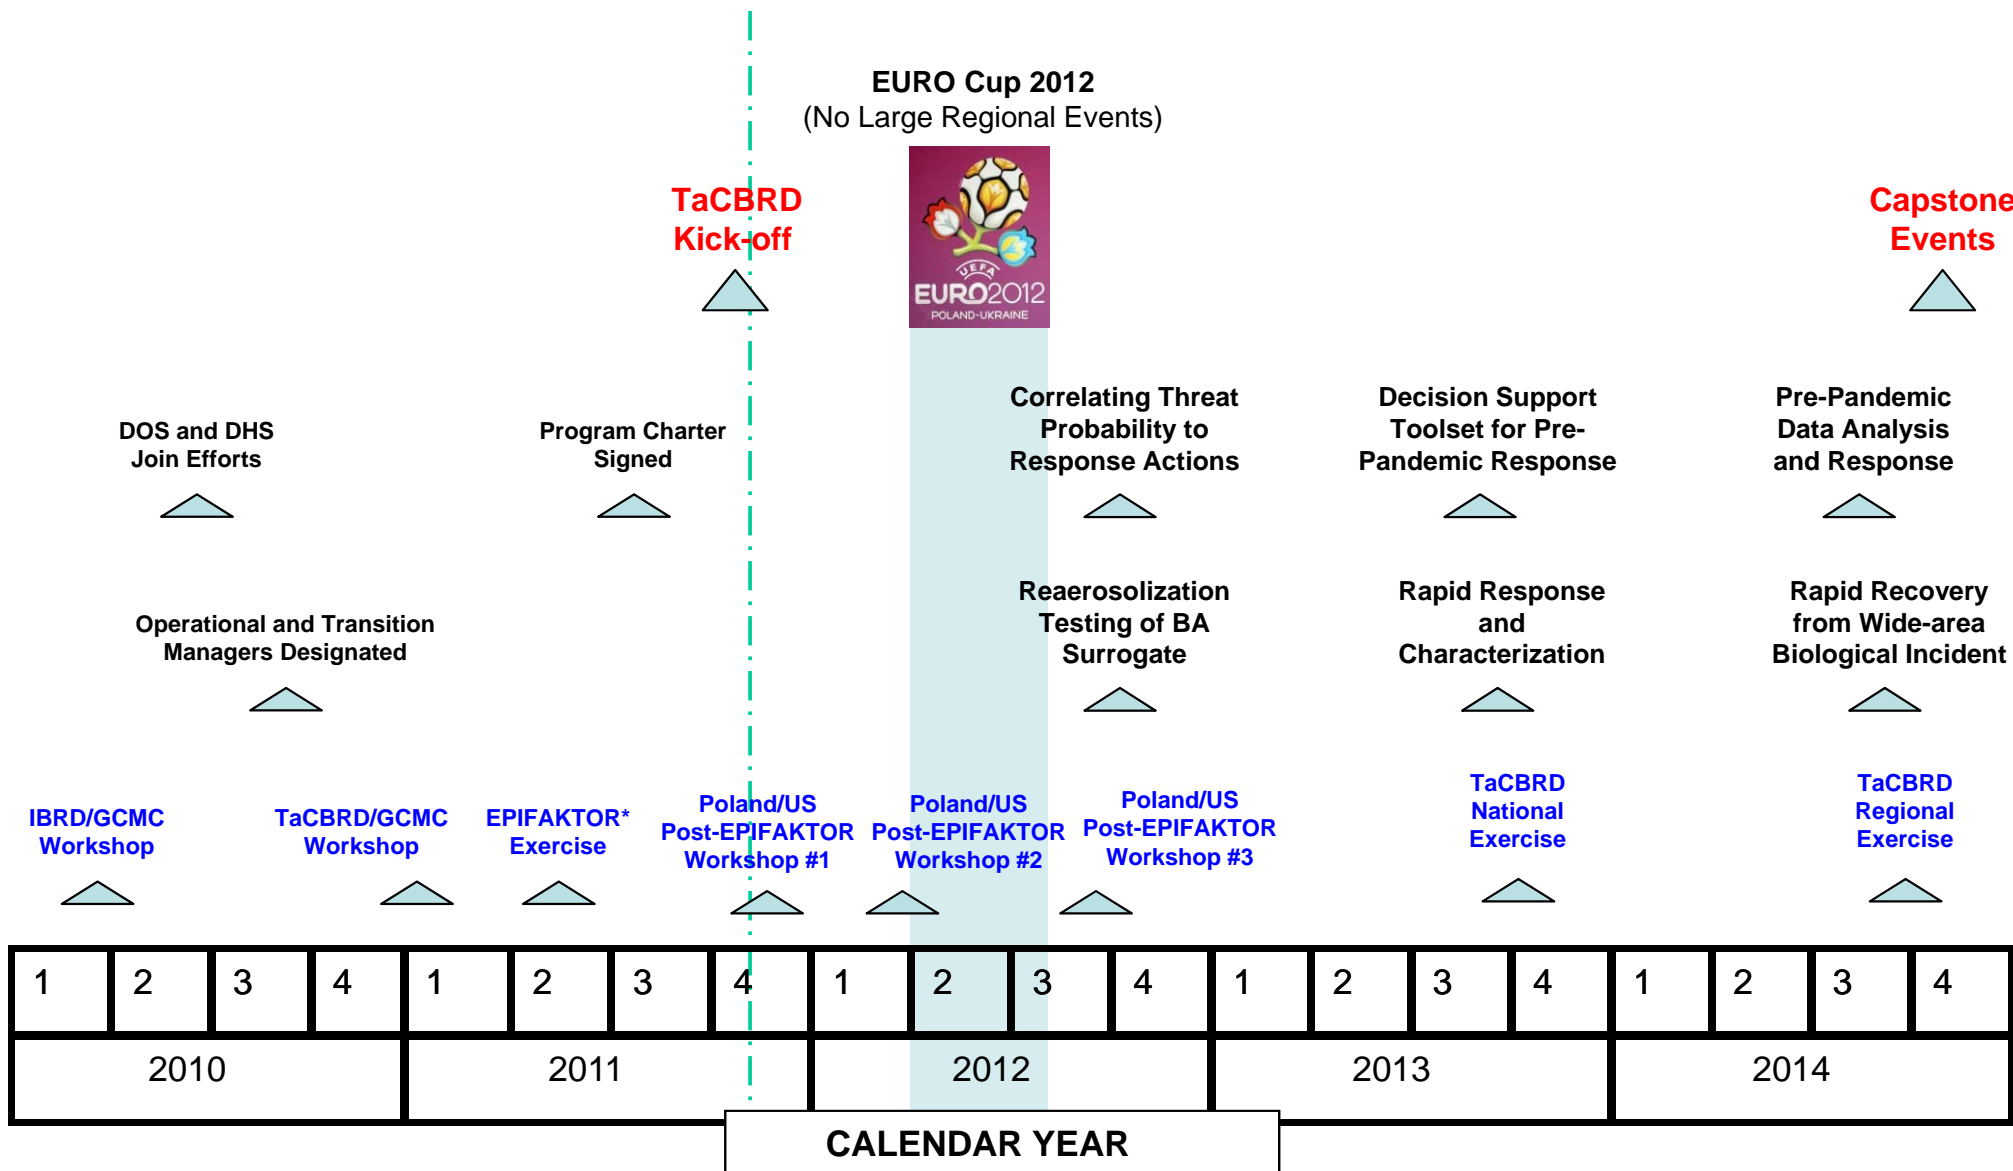 EURO Cup 2012
(No Large Regional Events)
TaCBRD
Kick-off
UEFA
EURO2012
POLAND-UKRAINE
Capstone
Events
DOS and DHS
Join Efforts
Program Charter
Signed
Correlating Threat
Probability to
Response Actions
Decision Support
Toolset for Pre-
Pandemic Response
Pre-Pandemic
Data Analysis
and Response
Operational and Transition
Managers Designated
Reaerosolization
Testing of BA
Surrogate
Rapid Response
and
Characterization
Rapid Recovery
from Wide-area
Biological Incident
IBRD/GCMC
Workshop
TaCBRD/GCMC
Workshop
EPIFAKTOR*
Exercise
Poland/US
Post-EPIFAKTOR
Workshop #1
Poland/US
Post-EPIFAKTOR
Workshop #2
Poland/US
Post-EPIFAKTOR
Workshop #3
TaCBRD
National
Exercise
TaCBRD
Regional
Exercise
1 2 3 4 1 2 3 4 1 2 3 4 1 2 3 4 1 2 3 4
2010 2011 2012 2013 2014
CALENDAR YEAR